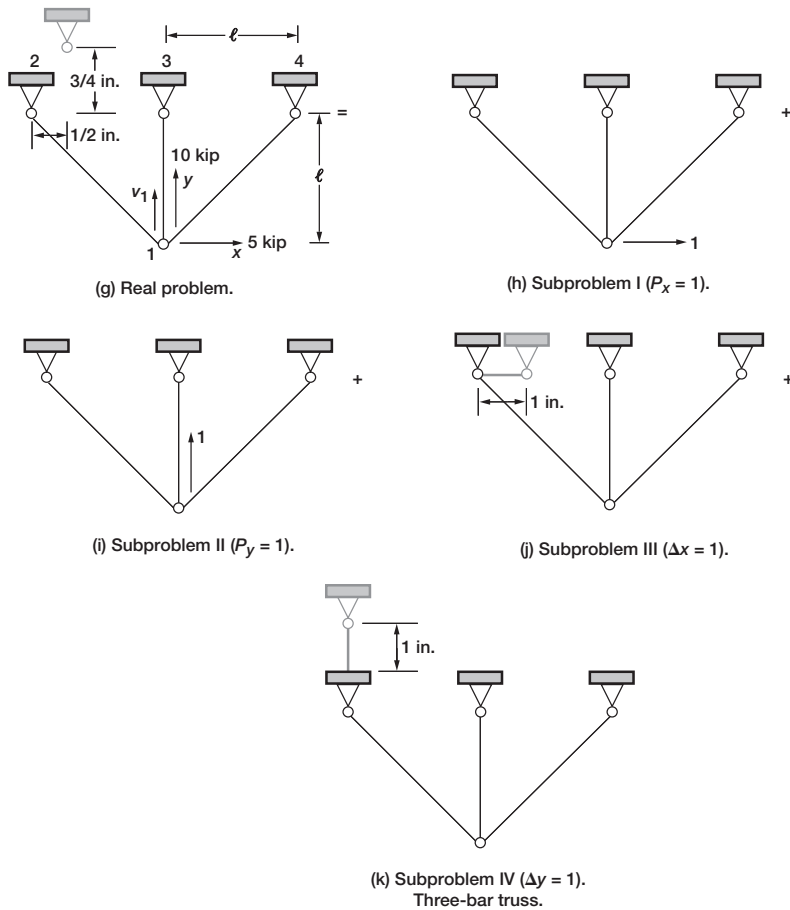 2
3
ℓ
4
3/4 in.
=
1/2 in.
10 kip
y
v1
ℓ
1
x
5 kip
(g) Real problem.
+
1
(h) Subproblem I (Px = 1).
+
1
(i) Subproblem II (Py = 1).
+
1 in.
(j) Subproblem III (Δx = 1).
1 in.
(k) Subproblem IV (Δy = 1).
Three-bar truss.